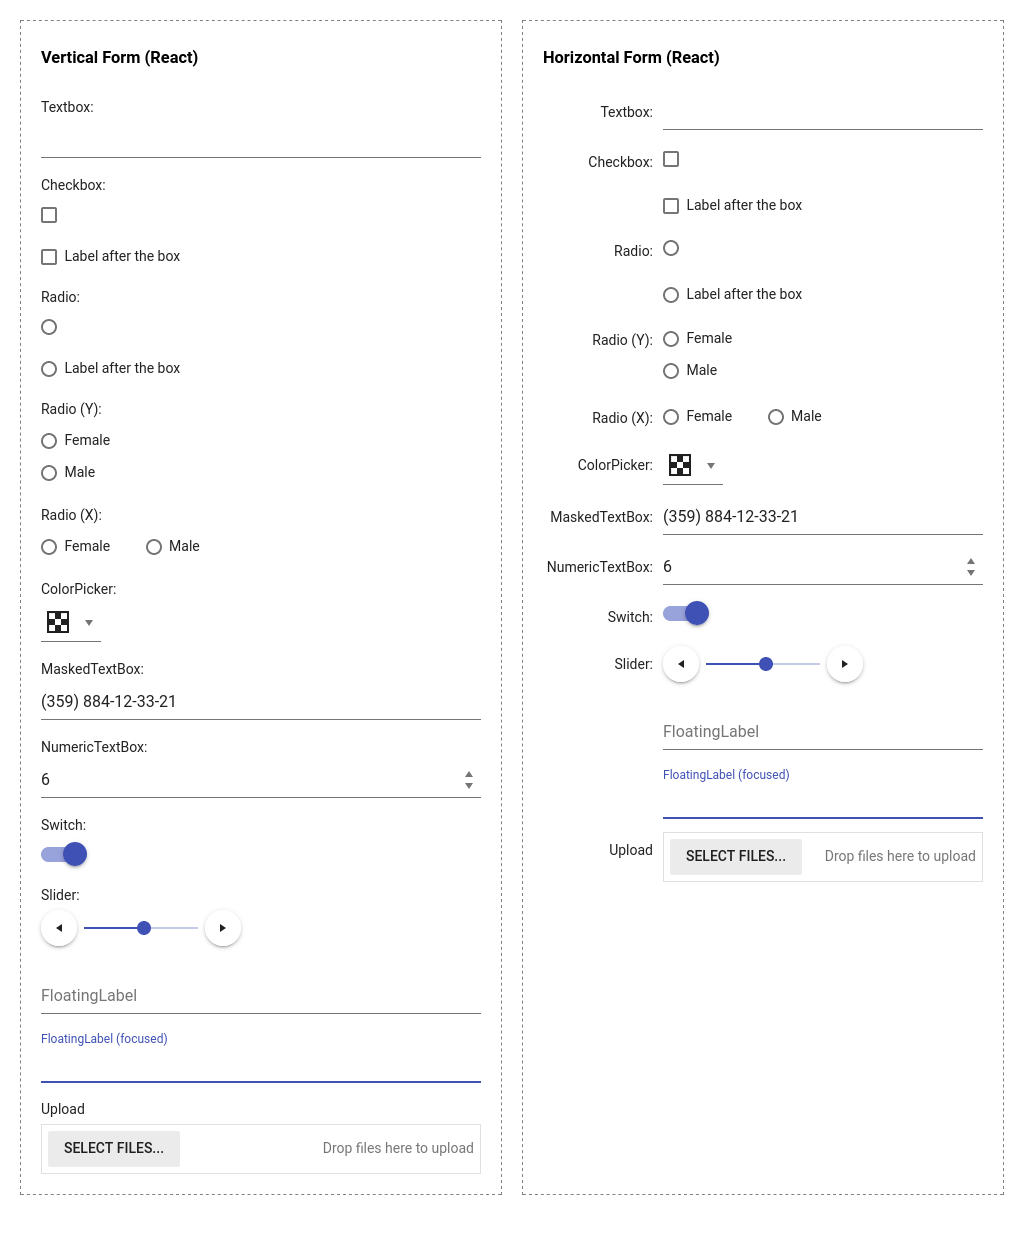 Vertical Form (React)
Textbox:
Checkbox:
Label after the box
Radio:
Label after the box
Radio (Y):
Female
Male
Radio (X):
Female Male
ColorPicker:
MaskedTextBox:
(359) 884-12-33-21
NumericTextBox:
6
Switch:
Slider:
FloatingLabel
FloatingLabel (focused)
Upload
SELECT FILES... Drop files here to upload
Horizontal Form (React)
Textbox:
Checkbox:
Label after the box
Radio:
Label after the box
Radio (Y): Female
Male
Radio (X): Female Male
ColorPicker:
MaskedTextBox: (359) 884-12-33-21
NumericTextBox: 6
Switch:
Slider:
FloatingLabel
FloatingLabel (focused)
Upload SELECT FILES... Drop files here to upload